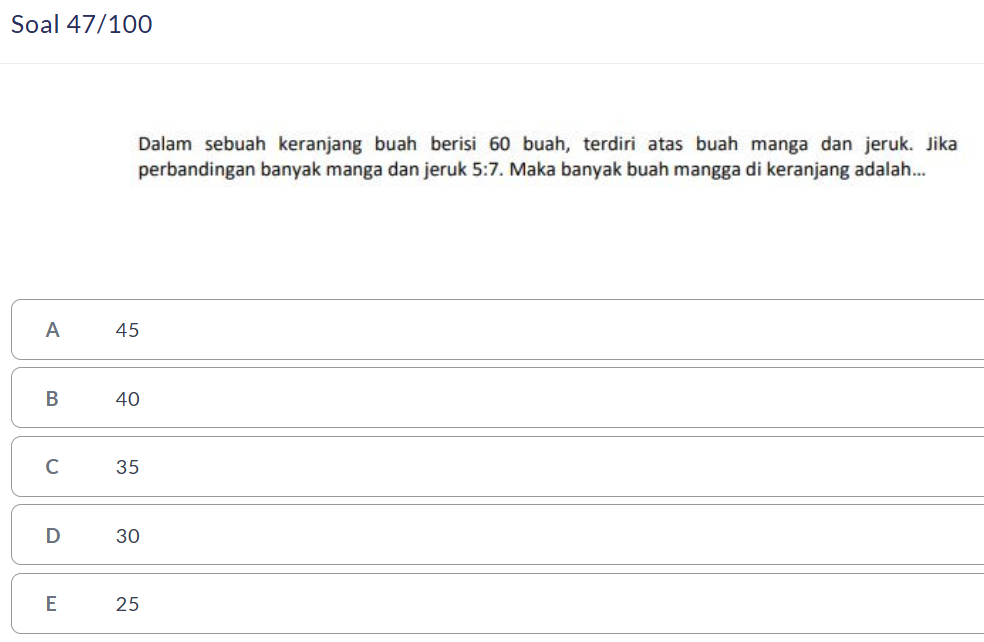 Soal 47/100
Dalam sebuah keranjang buah berisi 60 buah, terdiri atas buah manga dan jeruk. Jika
perbandingan banyak manga dan jeruk 5:7. Maka banyak buah mangga di keranjang adalah...
A 45
B 40
C 35
D 30
E 25